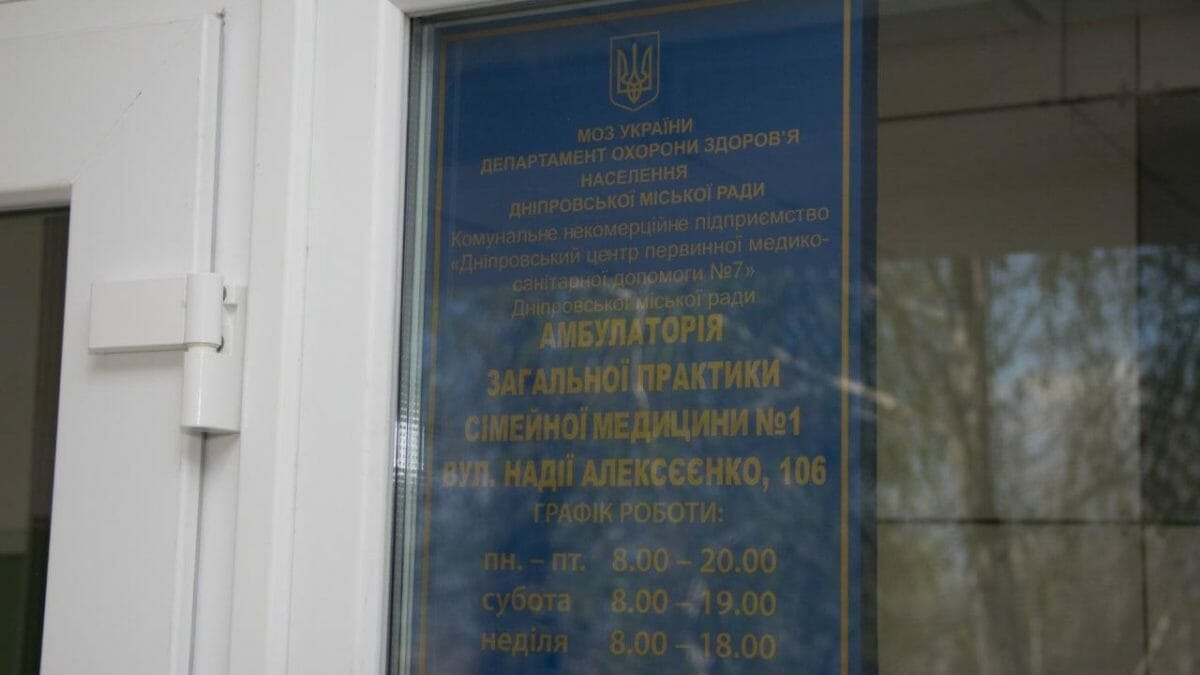 МОЗ УКРАЇНИ
ДЕПАРТАМЕНТ ОХОРОНИ ЗДОРОВ'Я
НАСЕЛЕННЯ
ДНІПРОВСЬКОЇ МІСЬКОЇ РАДИ
Комунальне некомерційне підприємство
«Дніпровський центр первинної медико-
санітарної допомоги №7»
Дніпровської міської ради
АМБУЛАТОРІЯ
ЗАГАЛЬНОЇ ПРАКТИКИ
СІМЕЙНОЇ МЕДИЦИНИ №1
ВУЛ. НАДІЇ АЛЕКСЄЄНКО, 106
ГРАФІК РОБОТИ:
пн. – пт. 8.00 – 20.00
субота 8.00 – 19.00
неділя 8.00 – 18.00